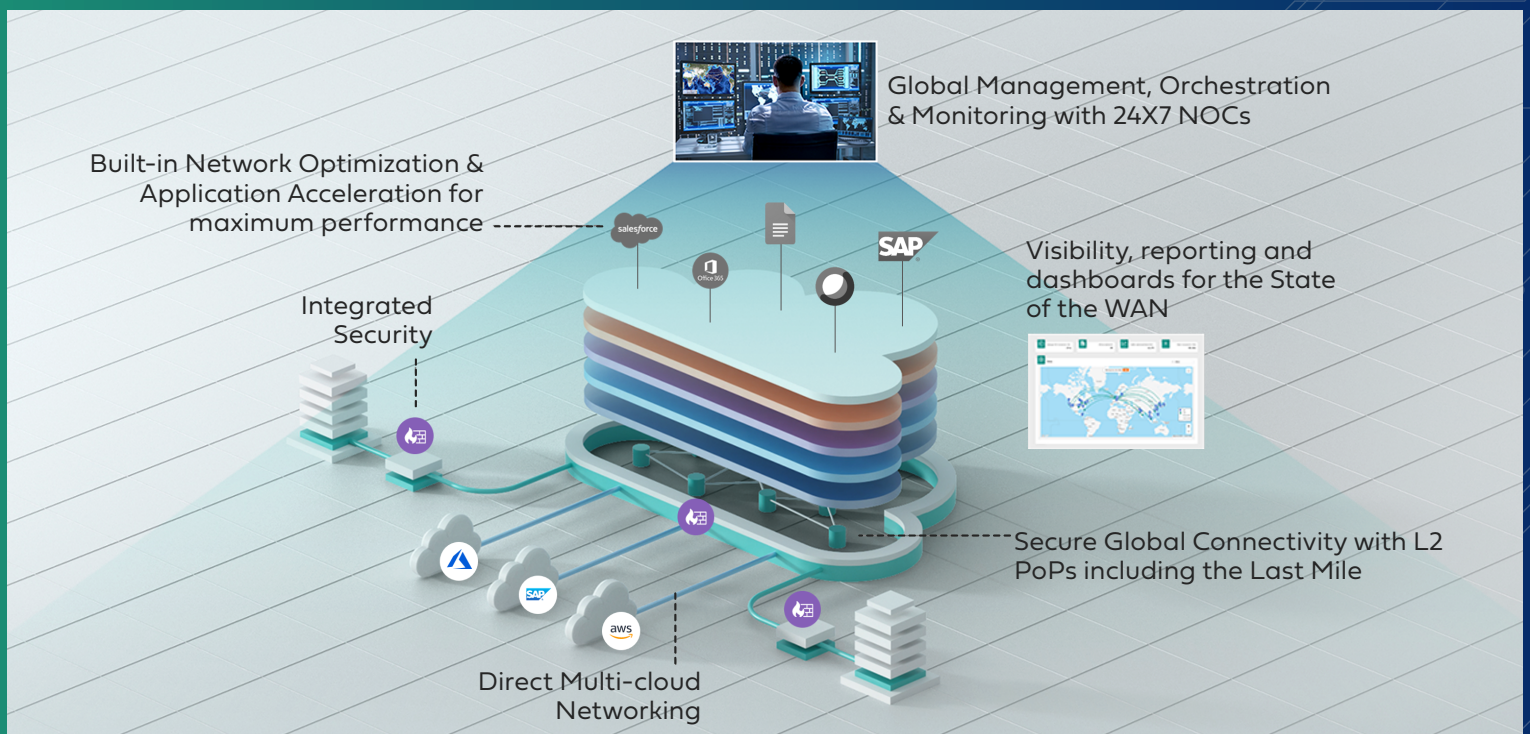 Global Management, Orchestration
& Monitoring with 24X7 NOCs
Built-in Network Optimization &
Application Acceleration for
maximum performance
salesforce
Office 365
SAP
Visibility, reporting and
dashboards for the State
of the WAN
Integrated
Security
SAP
aws
Secure Global Connectivity with L2
PoPs including the Last Mile
Direct Multi-cloud
Networking